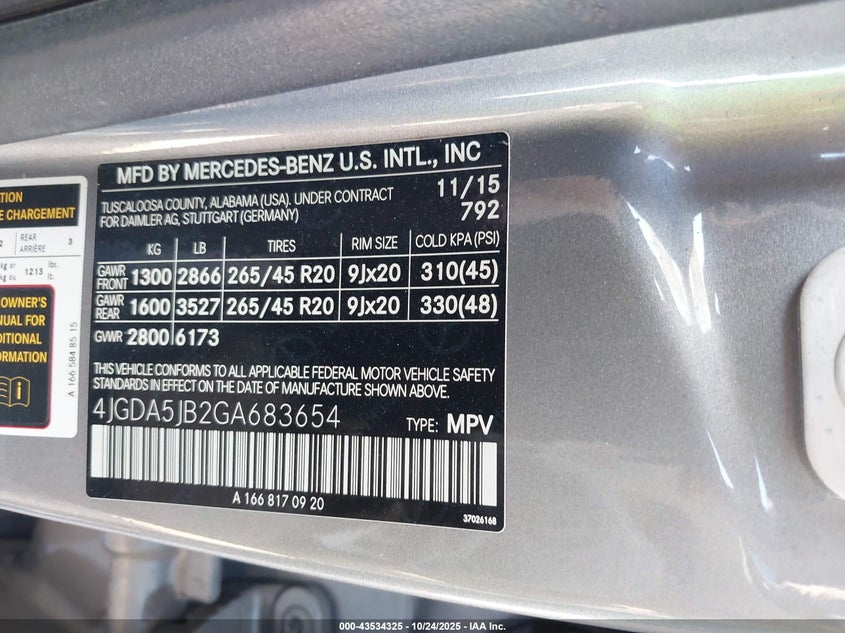 TION
E CHARGEMENT
2 REAR ARRIÈRE 3
kg or kg ou 1213 lbs. lb.
OWNER'S
NUAL FOR
DITIONAL
FORMATION
A 166 584 85 15
MFD BY MERCEDES-BENZ U.S. INTL., INC
TUSCALOOSA COUNTY, ALABAMA (USA). UNDER CONTRACT 11/15
FOR DAIMLER AG, STUTTGART (GERMANY) 792
KG LB TIRES RIM SIZE COLD KPA (PSI)
GAWR FRONT 1300 2866 265/45 R20 9Jx20 310(45)
GAWR REAR 1600 3527 265/45 R20 9Jx20 330(48)
GVWR 2800 6173
THIS VEHICLE CONFORMS TO ALL APPLICABLE FEDERAL MOTOR VEHICLE SAFETY
STANDARDS IN EFFECT ON THE DATE OF MANUFACTURE SHOWN ABOVE.
4JGDA5JB2GA683654 TYPE: MPV
A 166 817 09 20
37026168
000-43534325 - 10/24/2025 - IAA Inc.